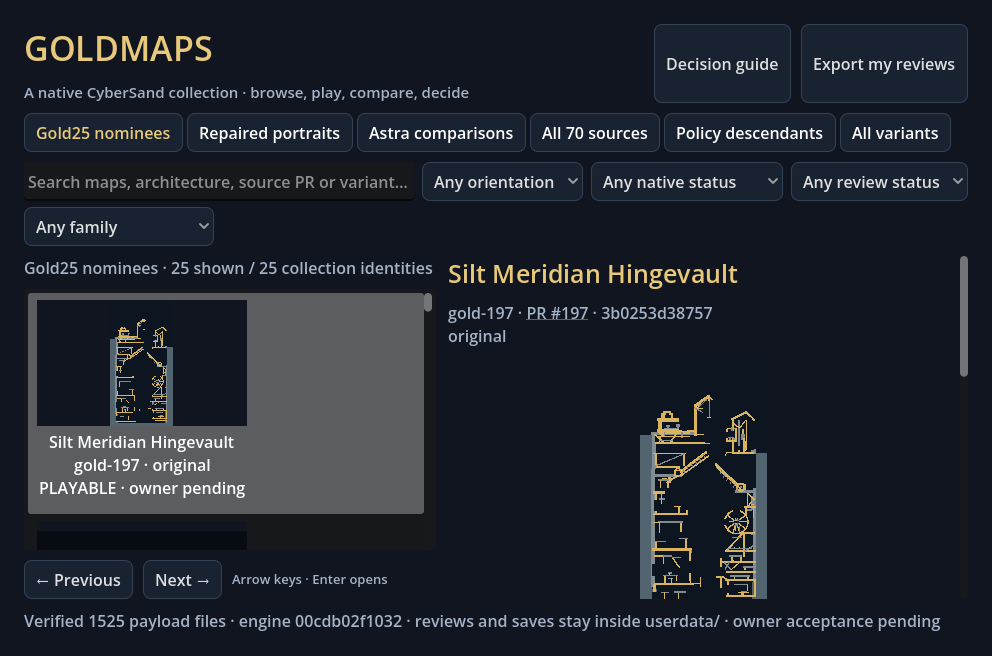 GOLDMAPS
Decision guide
Export my reviews
A native CyberSand collection · browse, play, compare, decide
Gold25 nominees
Repaired portraits
Astra comparisons
All 70 sources
Policy descendants
All variants
Search maps, architecture, source PR or variant...
Any orientation
Any native status
Any review status
Any family
Gold25 nominees · 25 shown / 25 collection identities
Silt Meridian Hingevault
gold-197 · original
PLAYABLE · owner pending
← Previous
Next →
Arrow keys · Enter opens
Silt Meridian Hingevault
gold-197 · PR #197 · 3b0253d38757
original
Verified 1525 payload files · engine 00cdb02f1032 · reviews and saves stay inside userdata/ · owner acceptance pending